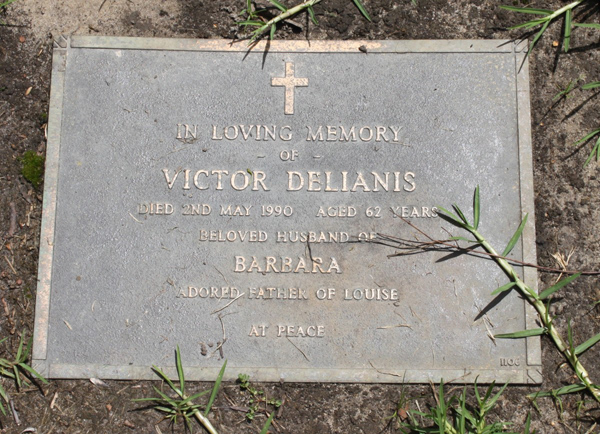 IN LOVING MEMORY
- OF -
VICTOR DELIANIS
DIED 2ND MAY 1990 AGED 62 YEARS
BELOVED HUSBAND OF
BARBARA
ADORED FATHER OF LOUISE
AT PEACE